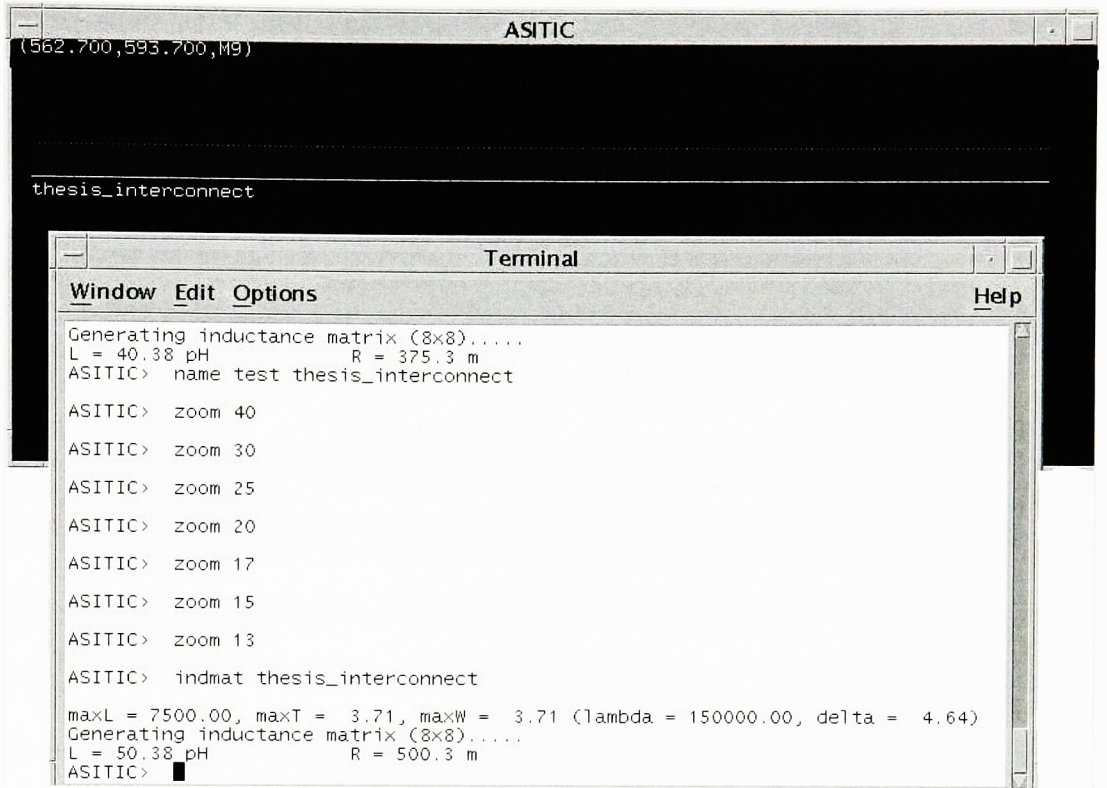 ASITIC
(562.700,593.700,M9)
thesis_interconnect
Terminal
Window Edit Options Help
Generating inductance matrix (8x8).....
L = 40.38 pH R = 375.3 m
ASITIC> name test thesis_interconnect
ASITIC> zoom 40
ASITIC> zoom 30
ASITIC> zoom 25
ASITIC> zoom 20
ASITIC> zoom 17
ASITIC> zoom 15
ASITIC> zoom 13
ASITIC> indmat thesis_interconnect
maxL = 7500.00, maxT = 3.71, maxW = 3.71 (lambda = 150000.00, delta = 4.64)
Generating inductance matrix (8x8).....
L = 50.38 pH R = 500.3 m
ASITIC>